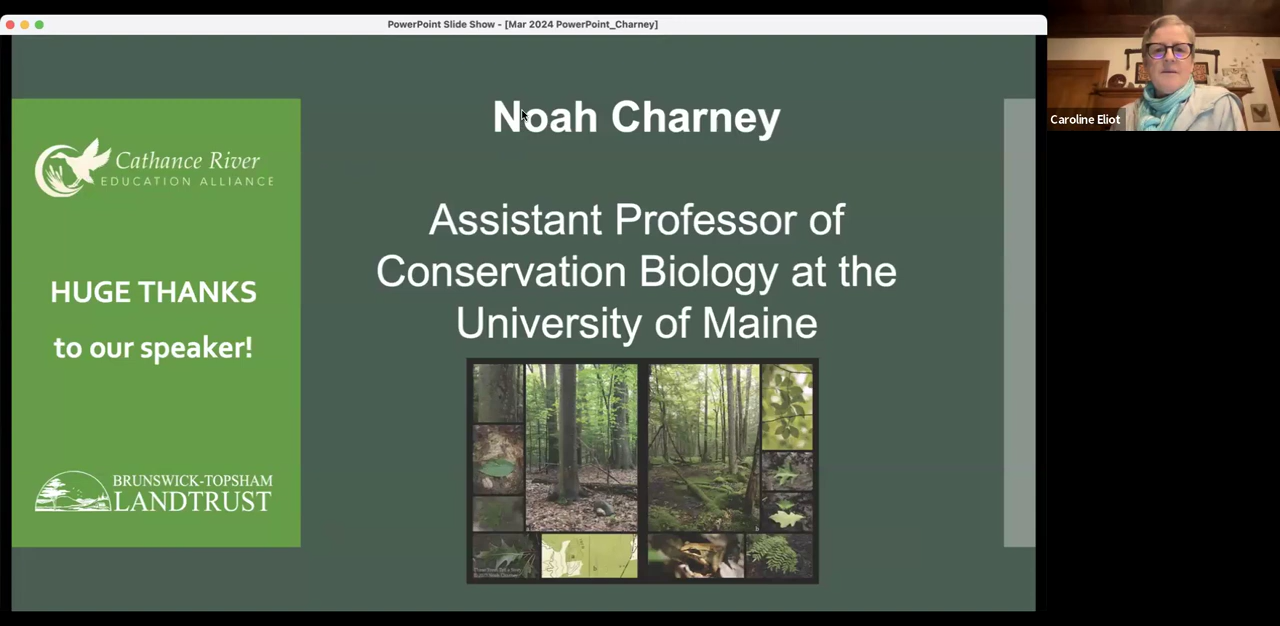 PowerPoint Slide Show - [Mar 2024 PowerPoint_Charney]
Cathance River
EDUCATION ALLIANCE
HUGE THANKS
to our speaker!
BRUNSWICK-TOPSHAM
LANDTRUST
Noah Charney
Assistant Professor of
Conservation Biology at the
University of Maine
Caroline Eliot